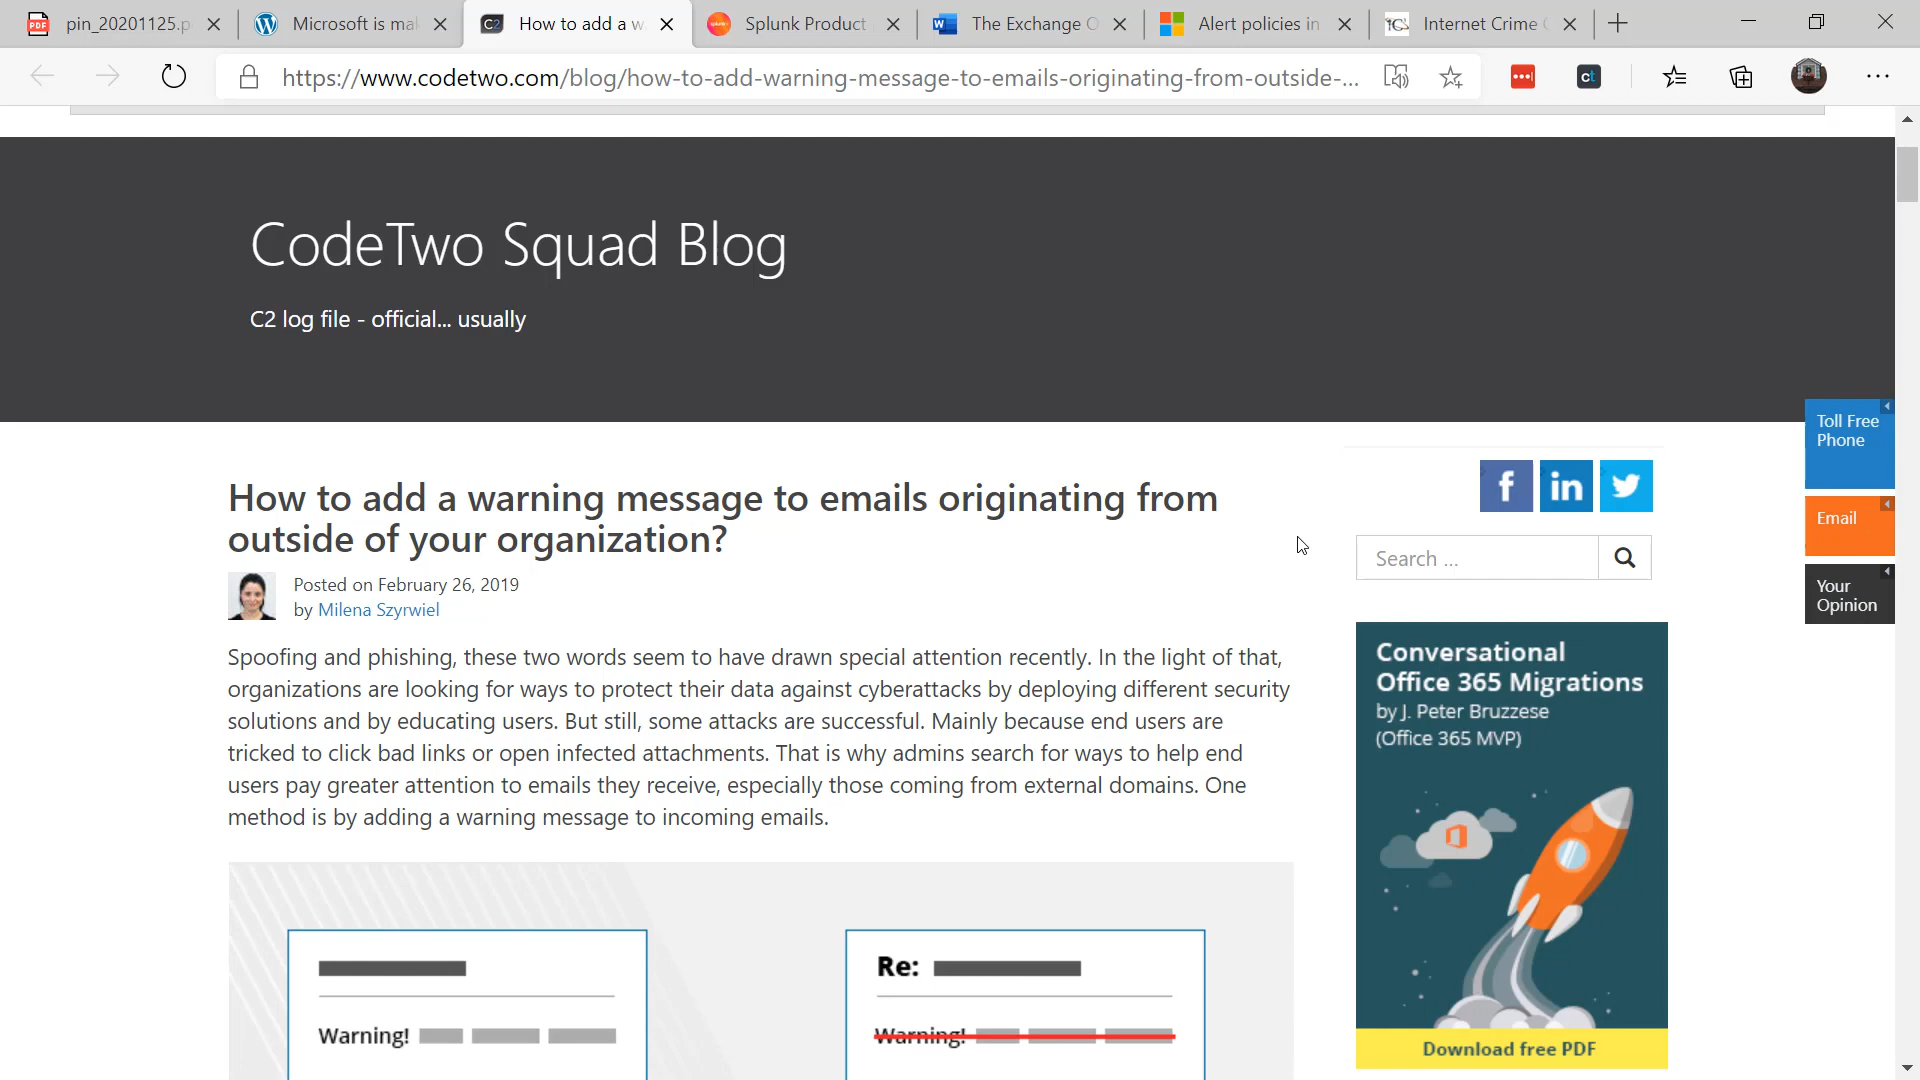 pin_20201125.p
Microsoft is mak
How to add a w
Splunk Product
The Exchange O
Alert policies in
Internet Crime C
https://www.codetwo.com/blog/how-to-add-warning-message-to-emails-originating-from-outside-...
CodeTwo Squad Blog
C2 log file - official... usually
Toll Free
Phone
Email
Your
Opinion
How to add a warning message to emails originating from
outside of your organization?
Posted on February 26, 2019
by Milena Szyrwiel
Search ...
Spoofing and phishing, these two words seem to have drawn special attention recently. In the light of that,
organizations are looking for ways to protect their data against cyberattacks by deploying different security
solutions and by educating users. But still, some attacks are successful. Mainly because end users are
tricked to click bad links or open infected attachments. That is why admins search for ways to help end
users pay greater attention to emails they receive, especially those coming from external domains. One
method is by adding a warning message to incoming emails.
Conversational
Office 365 Migrations
by J. Peter Bruzzese
(Office 365 MVP)
Download free PDF
Re:
Warning!
Warning!